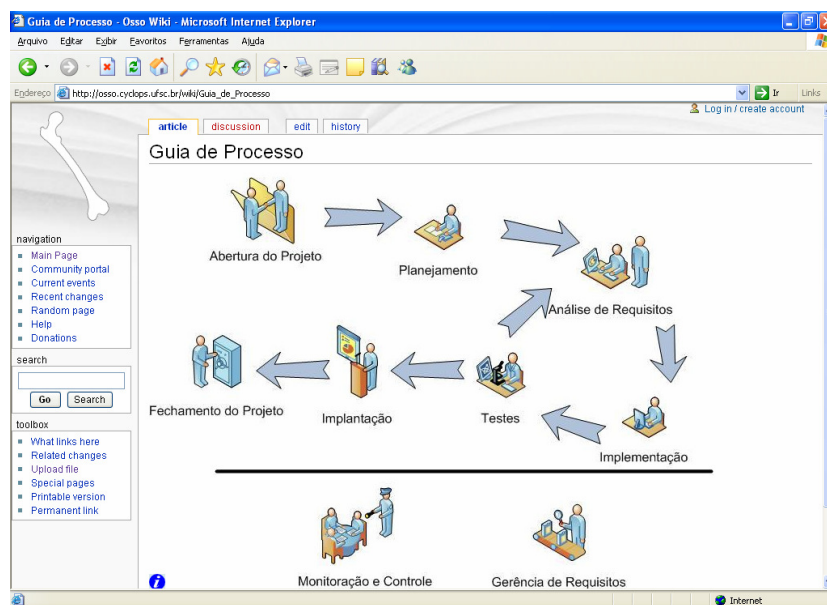 Guia de Processo - Osso Wiki - Microsoft Internet Explorer
Arquivo Editar Exibir Favoritos Ferramentas Ajuda
Endereço http://osso.cyclops.ufsc.br/wiki/Guia_de_Processo Ir Links
Log in / create account
article discussion edit history
Guia de Processo
Abertura do Projeto
Planejamento
Análise de Requisitos
Fechamento do Projeto
Implantação
Testes
Implementação
Monitoração e Controle
Gerência de Requisitos
navigation
Main Page
Community portal
Current events
Recent changes
Random page
Help
Donations
search
Go Search
toolbox
What links here
Related changes
Upload file
Special pages
Printable version
Permanent link
Internet